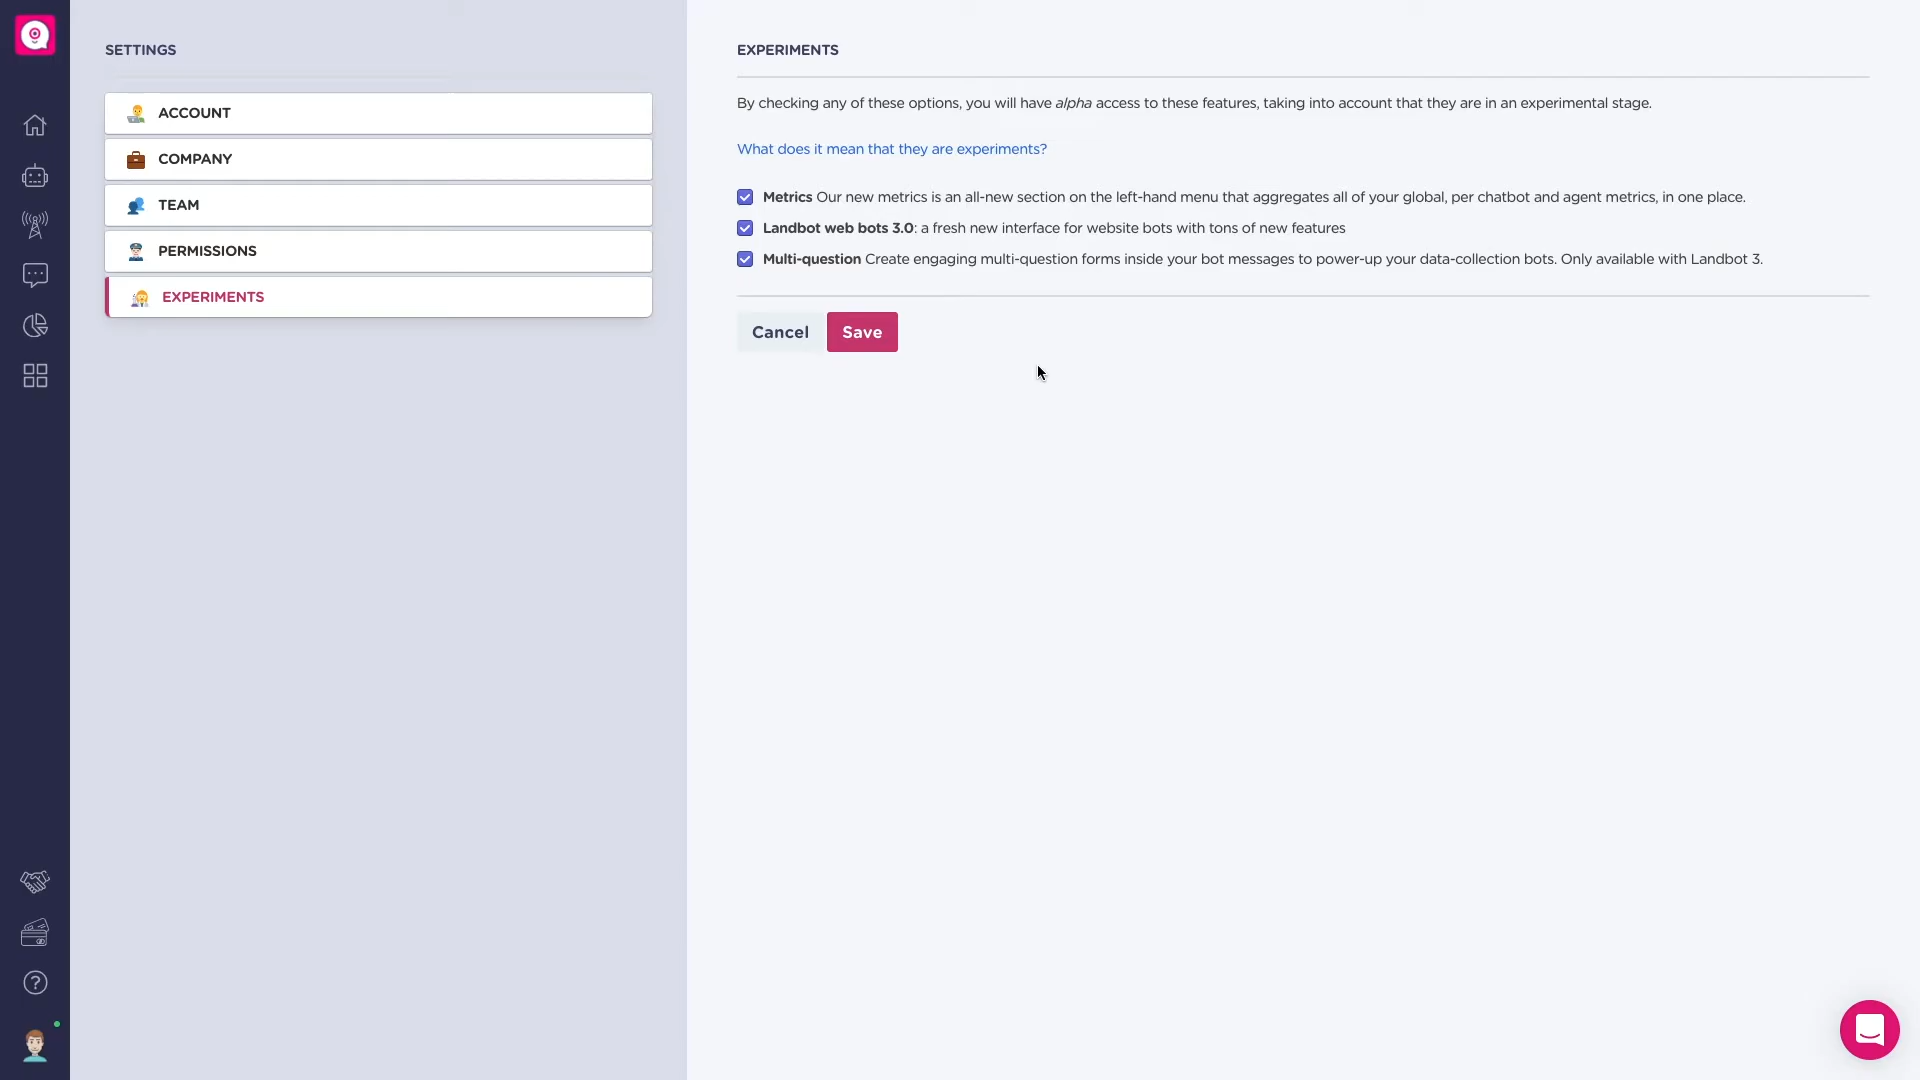 SETTINGS
ACCOUNT
COMPANY
TEAM
PERMISSIONS
EXPERIMENTS
EXPERIMENTS
By checking any of these options, you will have alpha access to these features, taking into account that they are in an experimental stage.
What does it mean that they are experiments?
Metrics Our new metrics is an all-new section on the left-hand menu that aggregates all of your global, per chatbot and agent metrics, in one place.
Landbot web bots 3.0: a fresh new interface for website bots with tons of new features
Multi-question Create engaging multi-question forms inside your bot messages to power-up your data-collection bots. Only available with Landbot 3.
Cancel Save